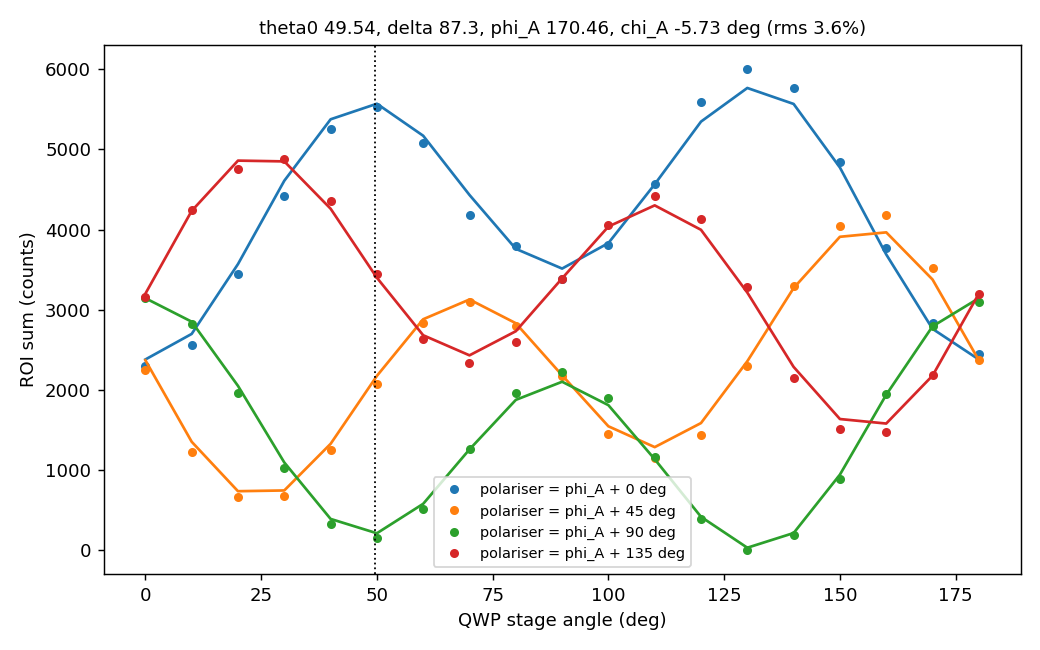 theta0 49.54, delta 87.3, phi_A 170.46, chi_A -5.73 deg (rms 3.6%)
ROI sum (counts)
6000
5000
4000
3000
2000
1000
0
polariser = phi_A + 0 deg
polariser = phi_A + 45 deg
polariser = phi_A + 90 deg
polariser = phi_A + 135 deg
0 25 50 75 100 125 150 175
QWP stage angle (deg)